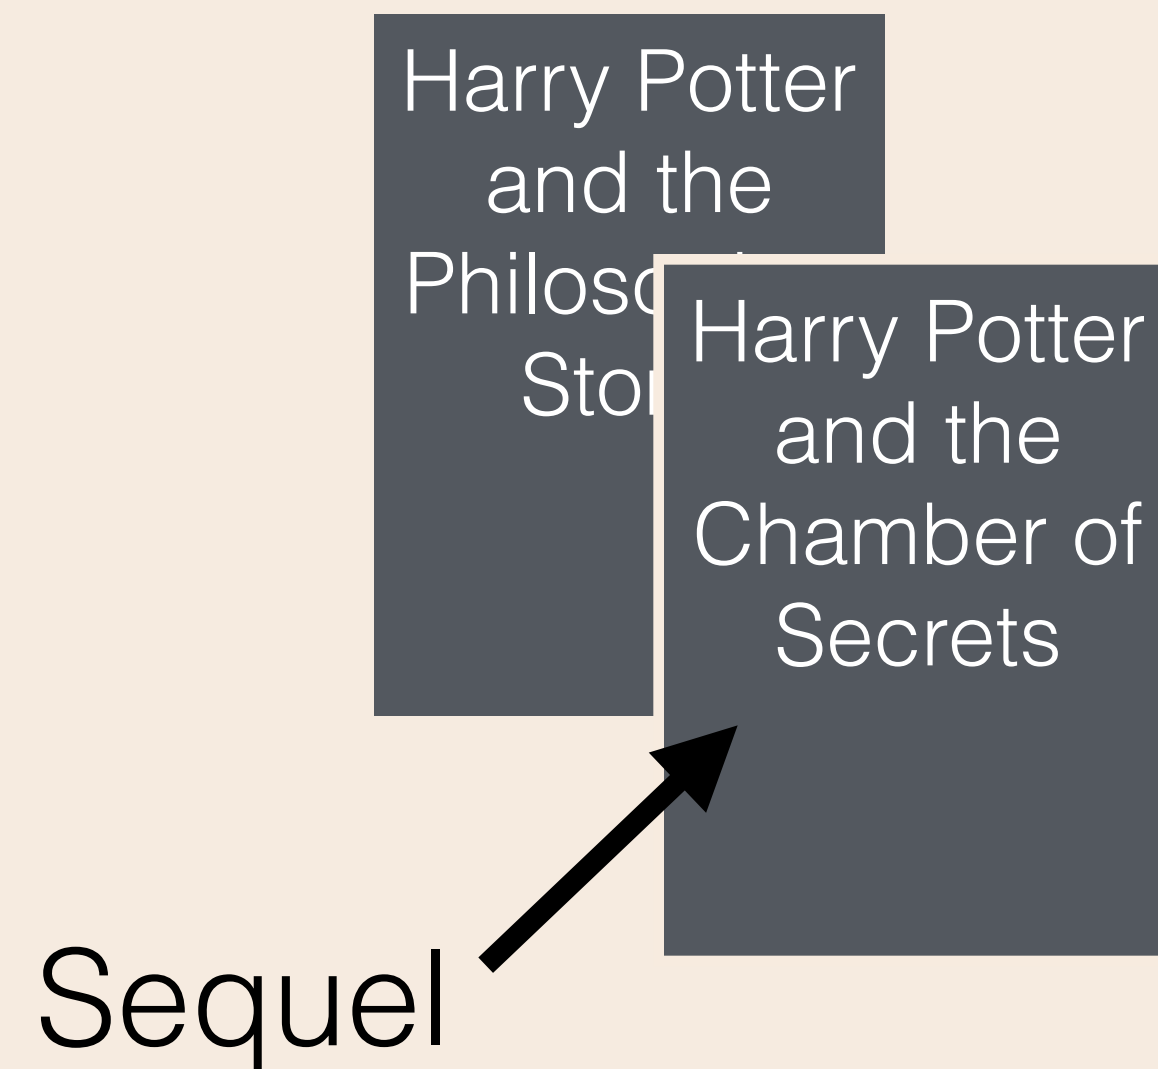 Harry Potter
and the
Harry Potter
and the
Chamber of
Secrets
Sequel